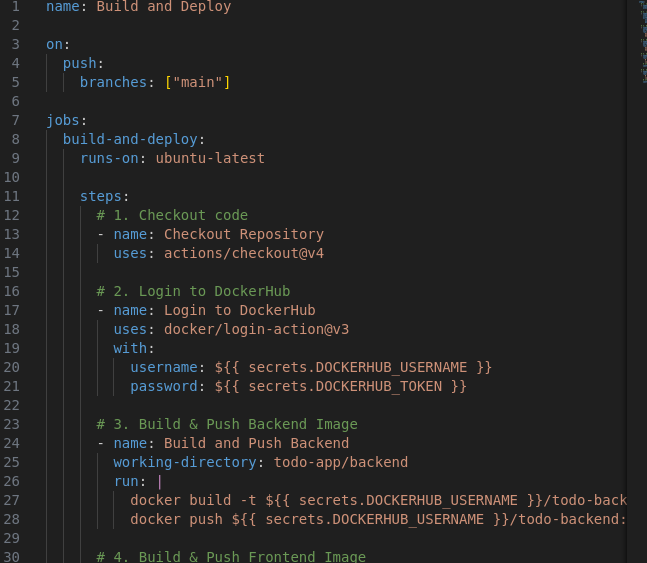 1 name: Build and Deploy
2
3 on:
4   push:
5     branches: ["main"]
6
7 jobs:
8   build-and-deploy:
9     runs-on: ubuntu-latest
10
11     steps:
12       # 1. Checkout code
13       - name: Checkout Repository
14         uses: actions/checkout@v4
15
16       # 2. Login to DockerHub
17       - name: Login to DockerHub
18         uses: docker/login-action@v3
19         with:
20           username: ${{ secrets.DOCKERHUB_USERNAME }}
21           password: ${{ secrets.DOCKERHUB_TOKEN }}
22
23       # 3. Build & Push Backend Image
24       - name: Build and Push Backend
25         working-directory: todo-app/backend
26         run: |
27           docker build -t ${{ secrets.DOCKERHUB_USERNAME }}/todo-back
28           docker push ${{ secrets.DOCKERHUB_USERNAME }}/todo-backend:
29
30       # 4. Build & Push Frontend Image